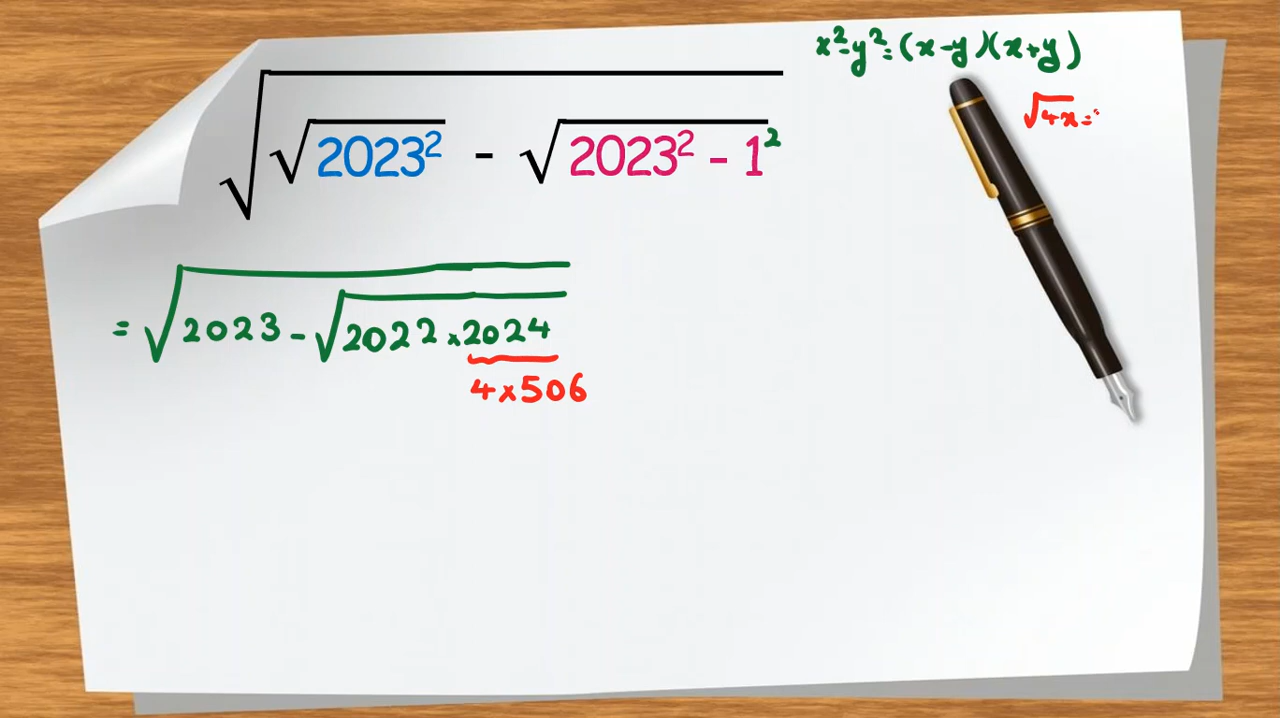 x²-y²=(x-y)(x+y)
√4x=
√(√2023² - √(2023² - 1²))
=√(2023-√(2022×2024))
4×506